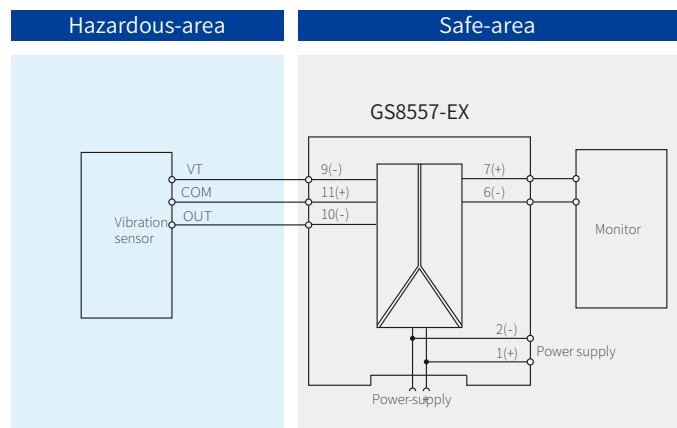 Hazardous-area
Safe-area
GS8557-EX
VT
COM
OUT
Vibration
sensor
9(-)
11(+)
10(-)
7(+)
6(-)
Monitor
2(-)
1(+)
Power supply
Power-supply